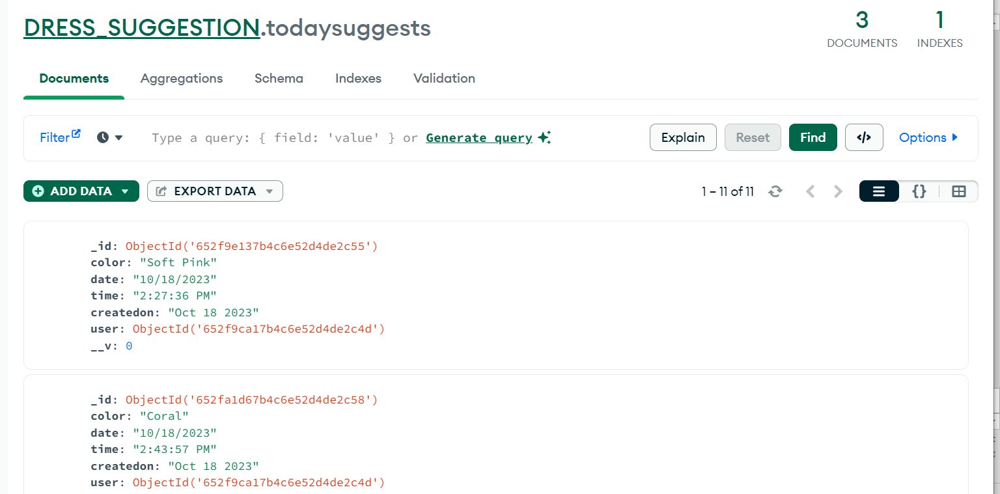 DRESS_SUGGESTION.todaysuggests
3 1
DOCUMENTS INDEXES
Documents Aggregations Schema Indexes Validation
Filter Type a query: { field: 'value' } or Generate query Explain Reset Find </> Options
ADD DATA EXPORT DATA 1 – 11 of 11 {}
_id: ObjectId('652f9e137b4c6e52d4de2c55')
color: "Soft Pink"
date: "10/18/2023"
time: "2:27:36 PM"
createdon: "Oct 18 2023"
user: ObjectId('652f9ca17b4c6e52d4de2c4d')
__v: 0
_id: ObjectId('652fa1d67b4c6e52d4de2c58')
color: "Coral"
date: "10/18/2023"
time: "2:43:57 PM"
createdon: "Oct 18 2023"
user: ObjectId('652f9ca17b4c6e52d4de2c4d')